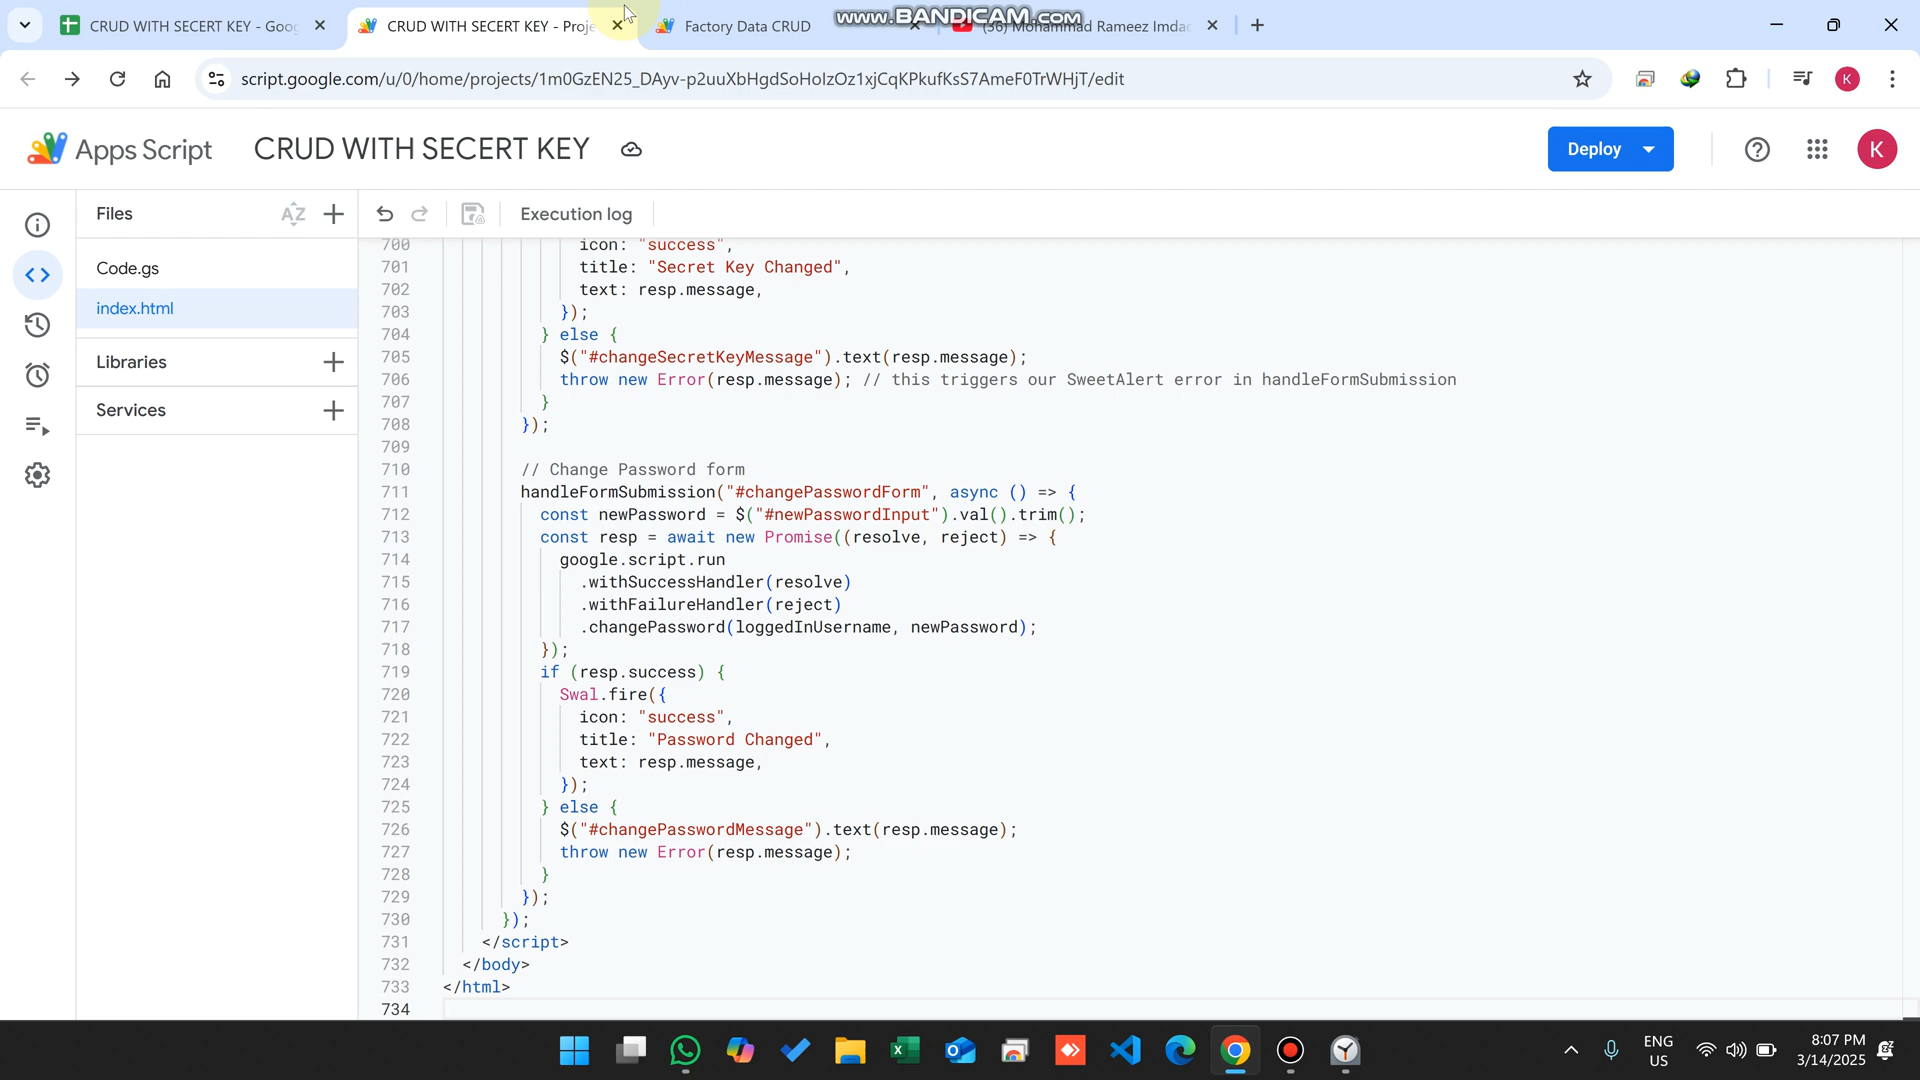 CRUD WITH SECERT KEY - Goog
CRUD WITH SECERT KEY - Proje
Factory Data CRUD
www.BANDICAM.com
(36) Mohammad Rameez Imdad
script.google.com/u/0/home/projects/1m0GzEN25_DAyv-p2uuXbHgdSoHoIzOz1xjCqKPkufKsS7AmeF0TrWHjT/edit
K
Apps Script
CRUD WITH SECERT KEY
Deploy
K
Files
AZ
Execution log
Code.gs
index.html
Libraries
Services
700 icon: "success",
701 title: "Secret Key Changed",
702 text: resp.message,
703 });
704 } else {
705 $("#changeSecretKeyMessage").text(resp.message);
706 throw new Error(resp.message); // this triggers our SweetAlert error in handleFormSubmission
707 }
708 });
709
710 // Change Password form
711 handleFormSubmission("#changePasswordForm", async () => {
712 const newPassword = $("#newPasswordInput").val().trim();
713 const resp = await new Promise((resolve, reject) => {
714 google.script.run
715 .withSuccessHandler(resolve)
716 .withFailureHandler(reject)
717 .changePassword(loggedInUsername, newPassword);
718 });
719 if (resp.success) {
720 Swal.fire({
721 icon: "success",
722 title: "Password Changed",
723 text: resp.message,
724 });
725 } else {
726 $("#changePasswordMessage").text(resp.message);
727 throw new Error(resp.message);
728 }
729 });
730 });
731 </script>
732 </body>
733 </html>
734
ENG
US
8:07 PM
3/14/2025